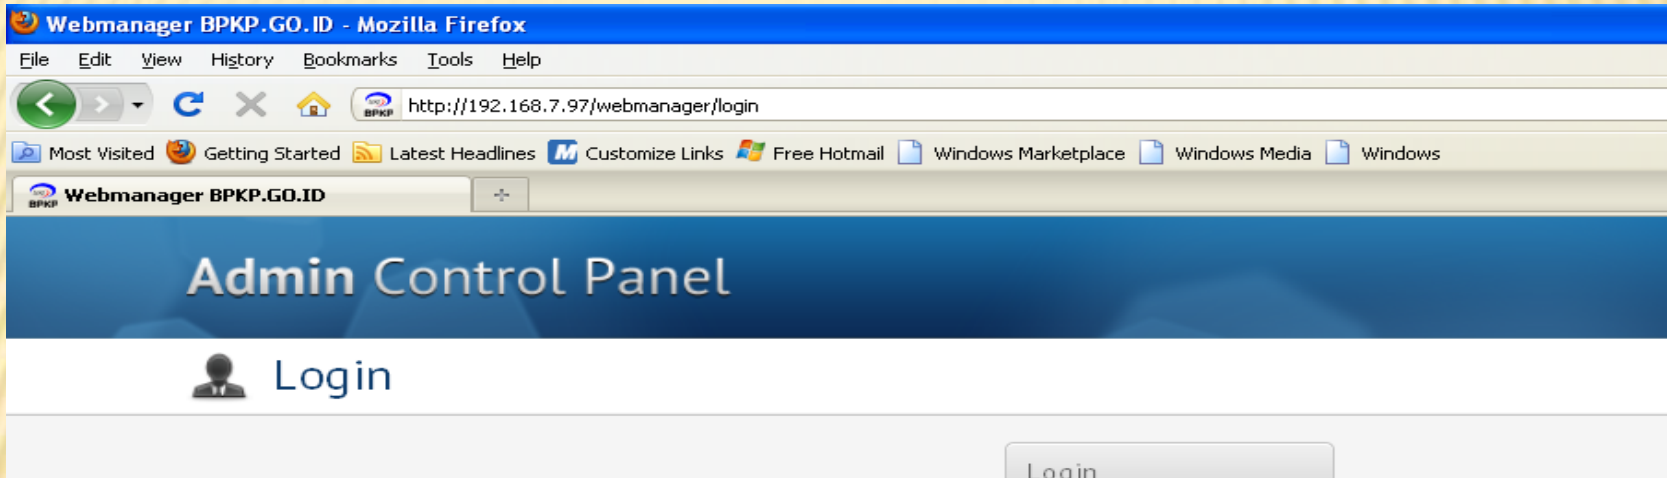 Webmanager BPKP.GO.ID - Mozilla Firefox
File Edit View History Bookmarks Tools Help
BPKP http://192.168.7.97/webmanager/login
Most Visited Getting Started Latest Headlines M Customize Links Free Hotmail Windows Marketplace Windows Media Windows
BPKP Webmanager BPKP.GO.ID
Admin Control Panel
Login
Login